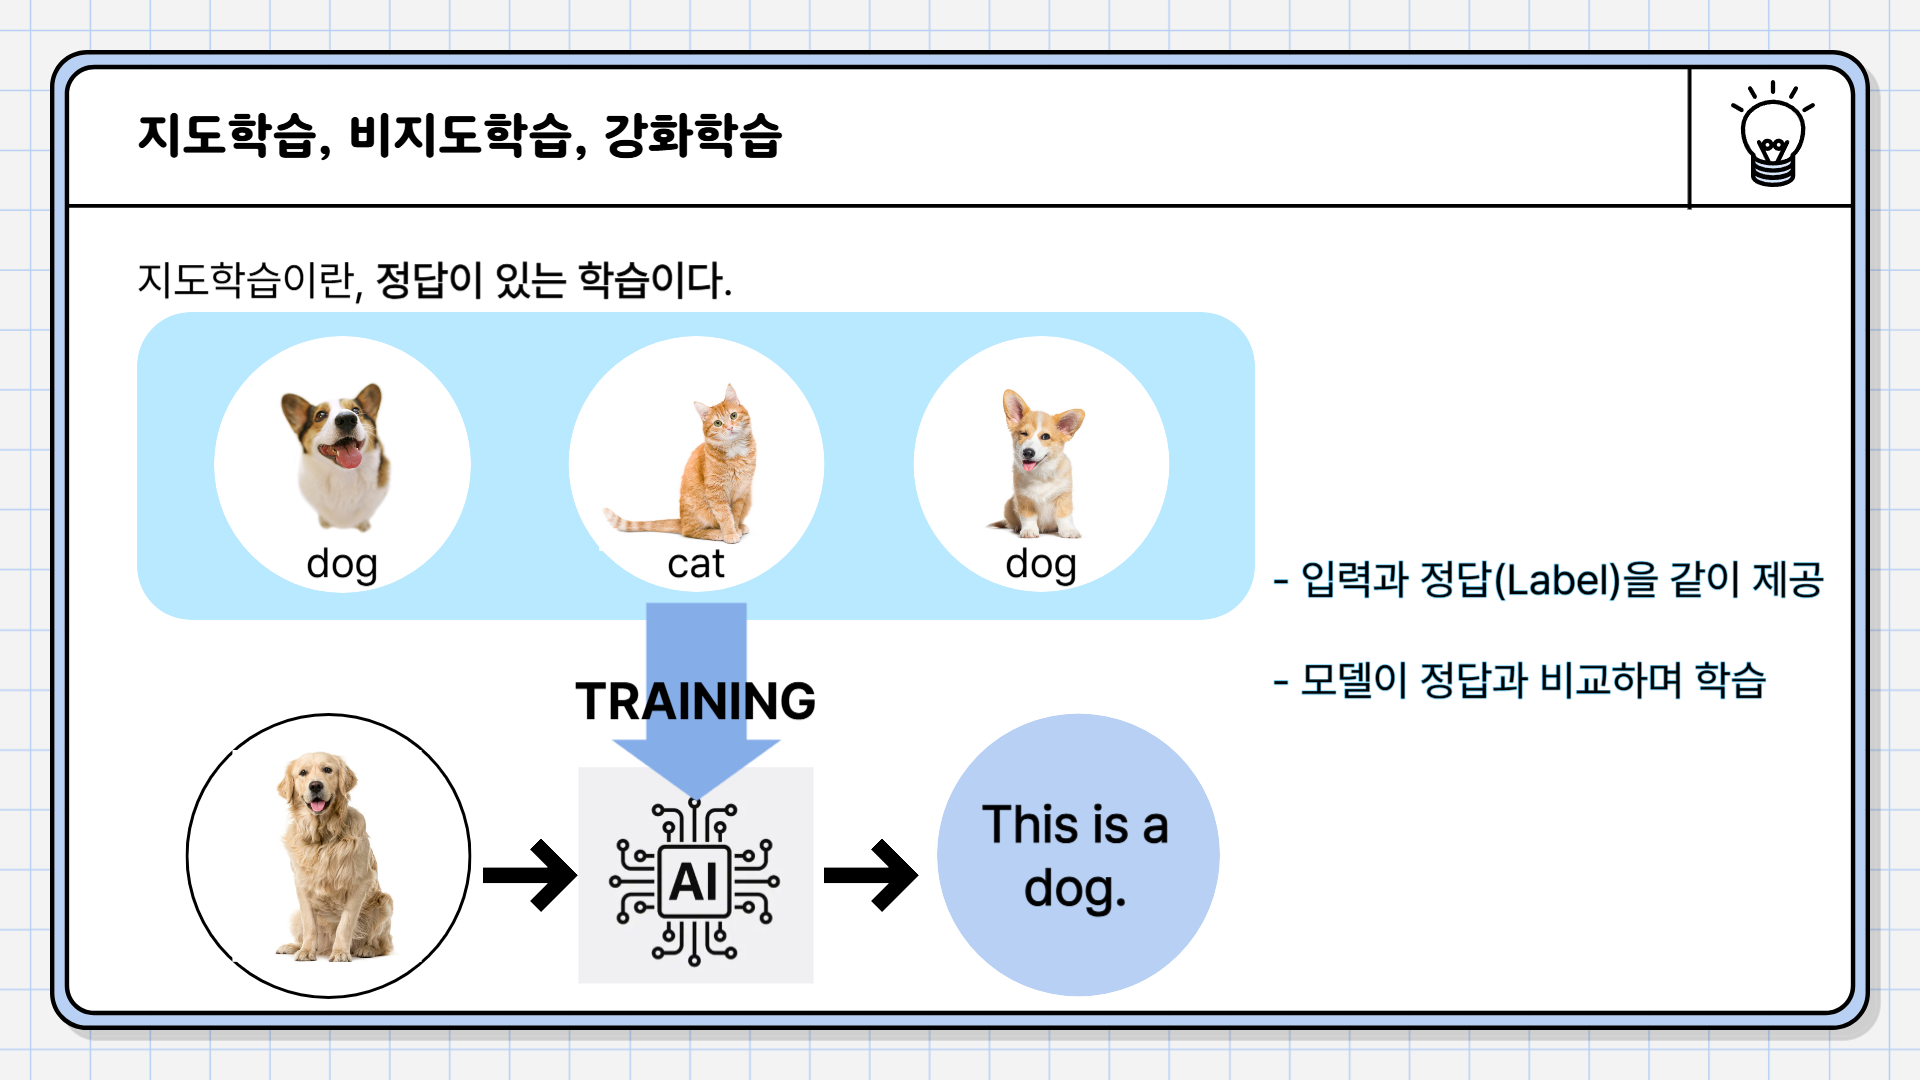 지도학습, 비지도학습, 강화학습
지도학습이란, 정답이 있는 학습이다.
dog
cat
dog
- 입력과 정답(Label)을 같이 제공
- 모델이 정답과 비교하며 학습
TRAINING
AI
This is a
dog.